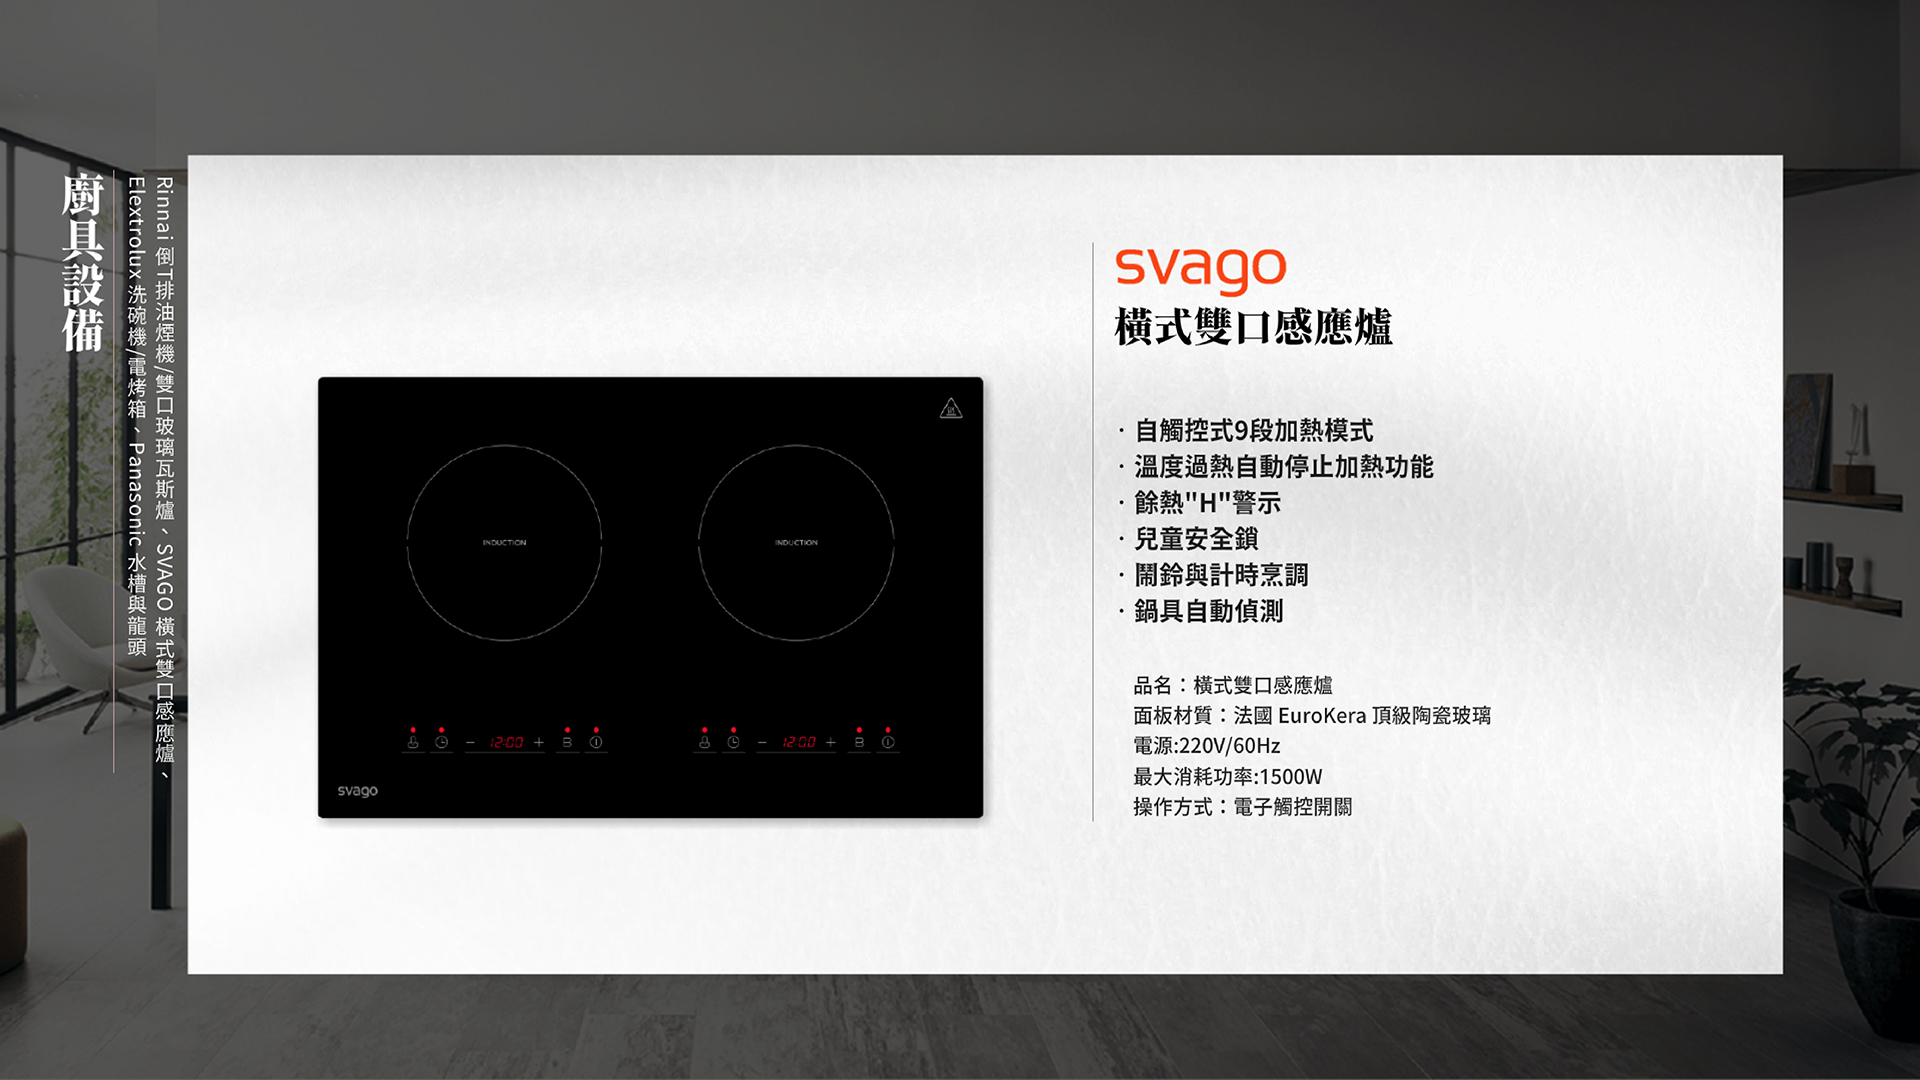 廚具設備
Rinnai 倒T排油煙機/雙口玻璃瓦斯爐、SVAGO 橫式雙口感應爐、
Elextrolux 洗碗機/電烤箱、Panasonic 水槽與龍頭
svago
橫式雙口感應爐
· 自觸控式9段加熱模式
· 溫度過熱自動停止加熱功能
· 餘熱"H"警示
· 兒童安全鎖
· 鬧鈴與計時烹調
· 鍋具自動偵測
品名：橫式雙口感應爐
面板材質：法國 EuroKera 頂級陶瓷玻璃
電源:220V/60Hz
最大消耗功率:1500W
操作方式：電子觸控開關
INDUCTION
INDUCTION
− 12:00 + B
− 12:00 + B
svago